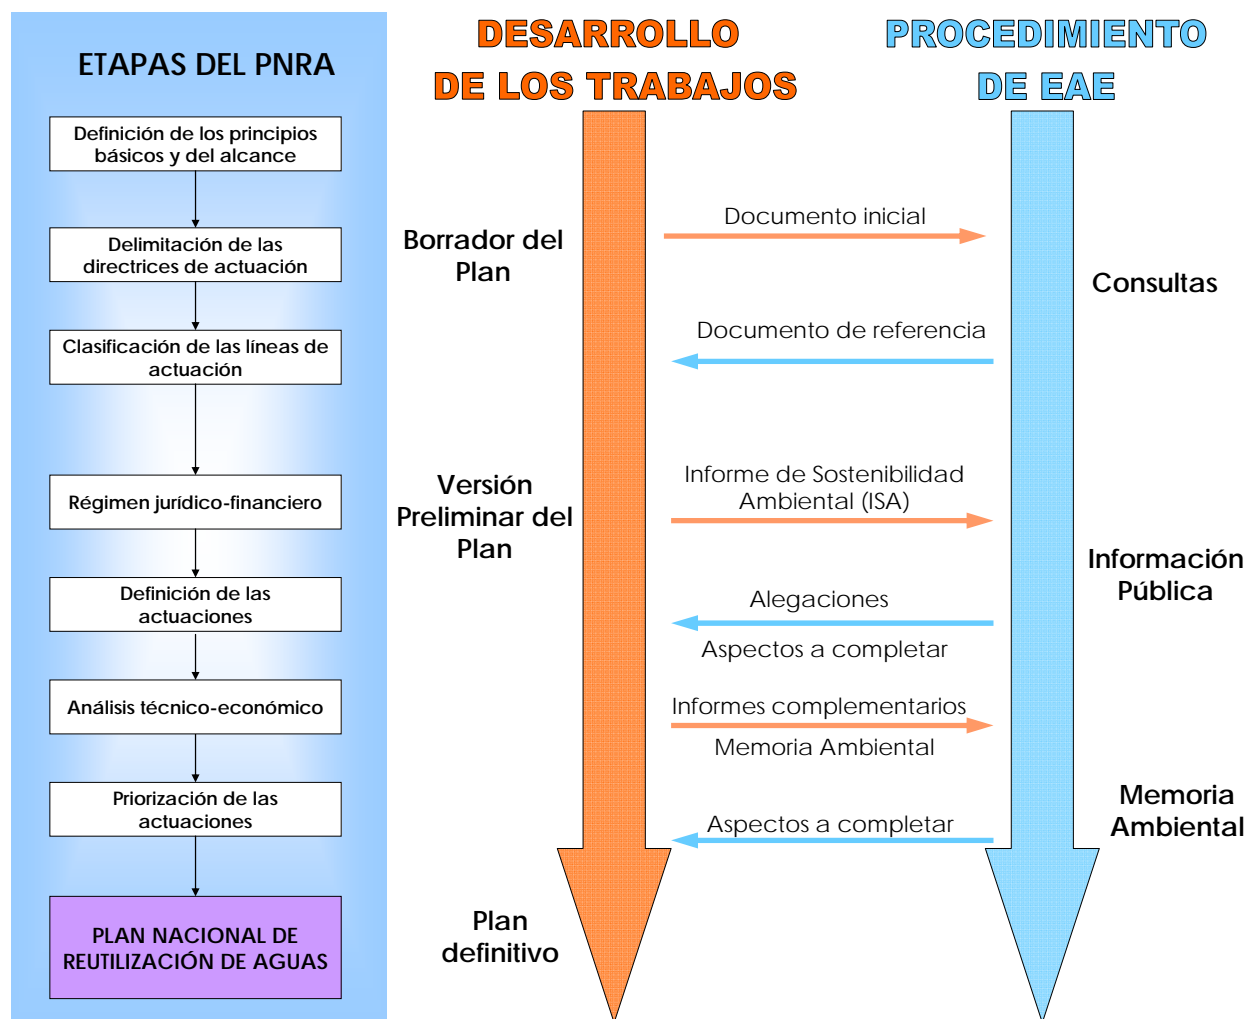 ETAPAS DEL PNRA
Definición de los principios
básicos y del alcance
Delimitación de las
directrices de actuación
Clasificación de las líneas de
actuación
Régimen jurídico-financiero
Definición de las
actuaciones
Análisis técnico-económico
Priorización de las
actuaciones
PLAN NACIONAL DE
REUTILIZACIÓN DE AGUAS
DESARROLLO
DE LOS TRABAJOS
Borrador del
Plan
Versión
Preliminar del
Plan
Plan
definitivo
Documento inicial
Documento de referencia
Informe de Sostenibilidad
Ambiental (ISA)
Alegaciones
Aspectos a completar
Informes complementarios
Memoria Ambiental
Aspectos a completar
PROCEDIMIENTO
DE EAE
Consultas
Información
Pública
Memoria
Ambiental